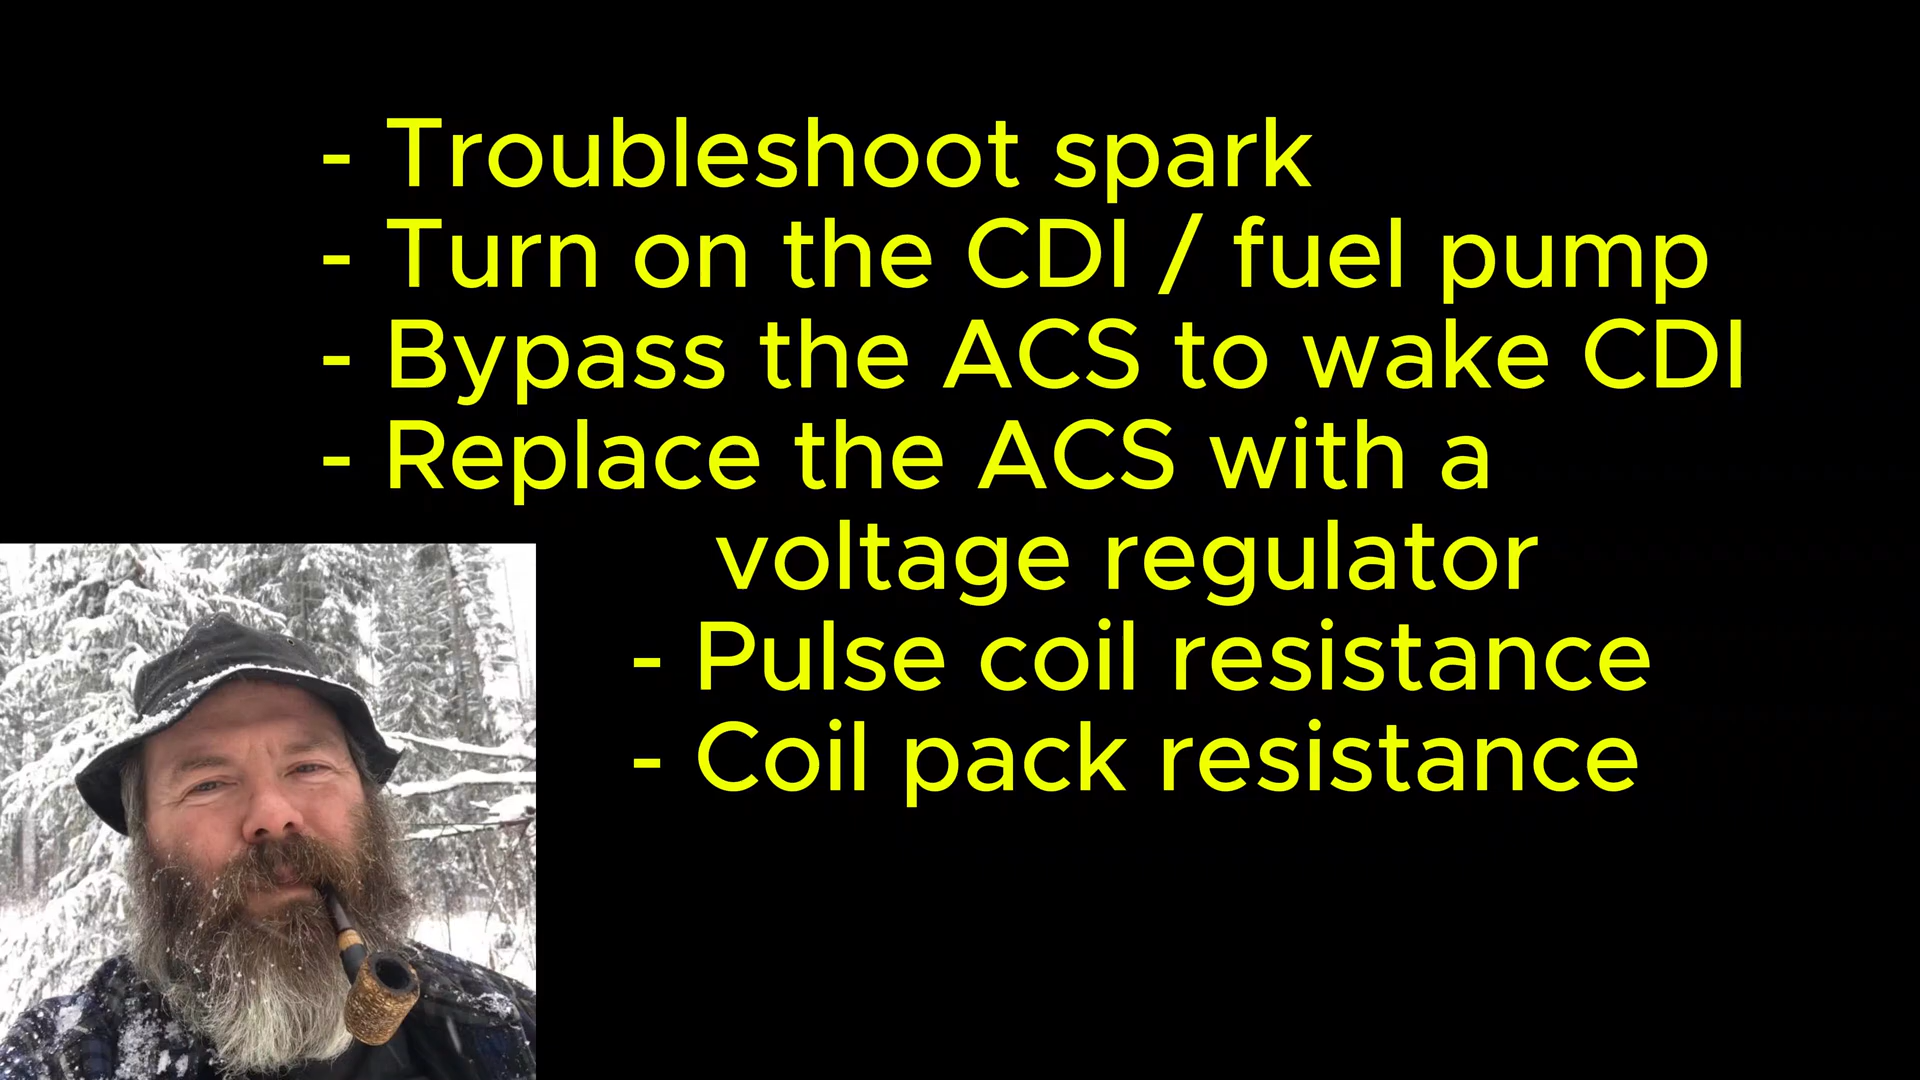 - Troubleshoot spark
- Turn on the CDI / fuel pump
- Bypass the ACS to wake CDI
- Replace the ACS with a
voltage regulator
- Pulse coil resistance
- Coil pack resistance